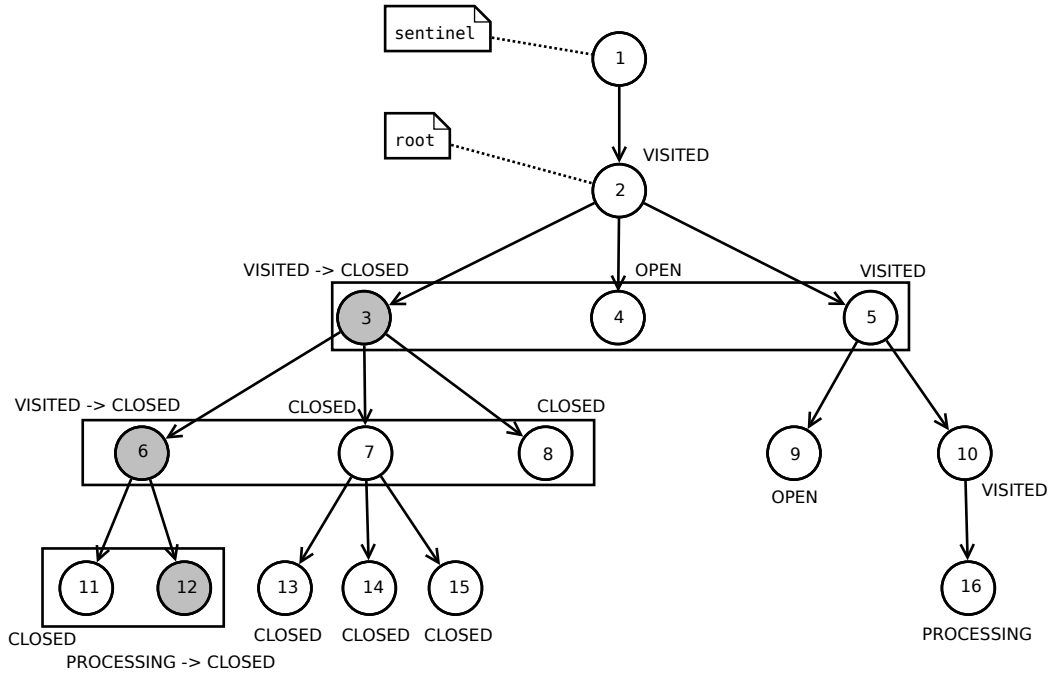 sentinel
1
root
VISITED
2
VISITED -> CLOSED
OPEN
VISITED
3
4
5
VISITED -> CLOSED
CLOSED
CLOSED
6
7
8
9
10
OPEN
VISITED
11
12
13
14
15
16
CLOSED
CLOSED
CLOSED
CLOSED
PROCESSING
PROCESSING -> CLOSED